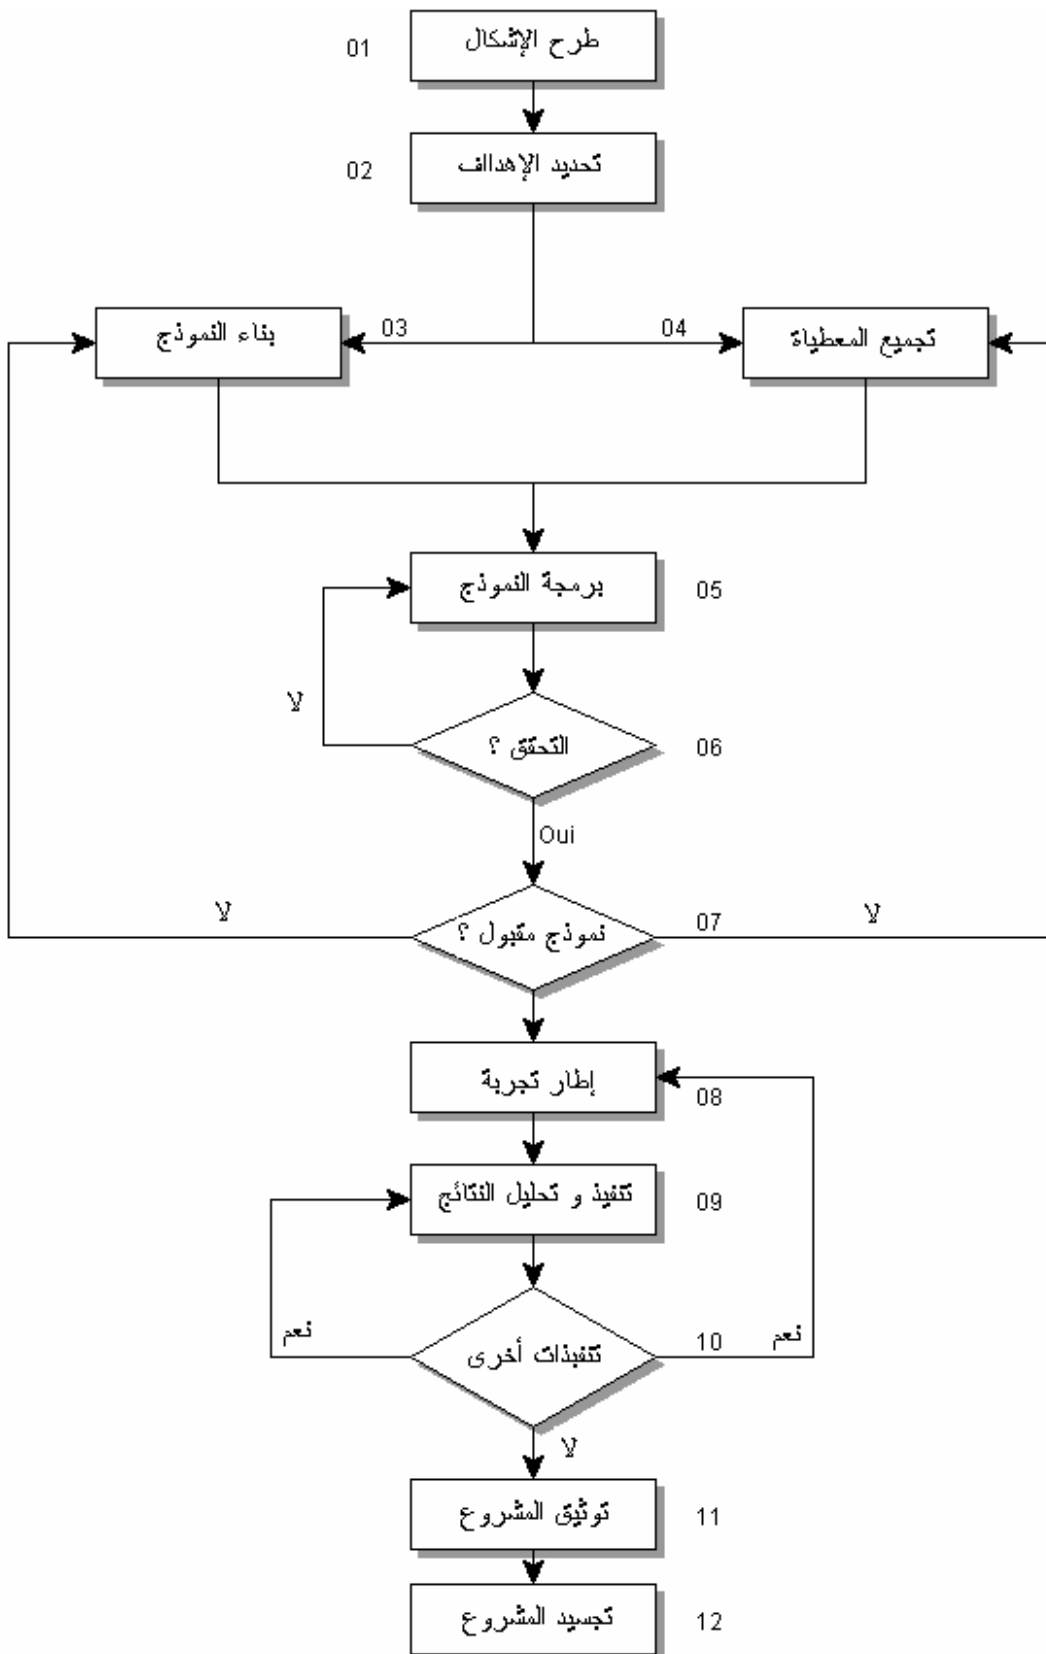 طرح الإشكال
01
تحديد الإهدااف
02
بناء النموذج
03
04
تجميع المعطياة
برمجة النموذج
05
لا
التحقق ؟
06
Oui
لا
نموذج مقبول ؟
07
لا
إطار تجربة
08
تنفيذ و تحليل النتائج
09
نعم
تنفيذات أخرى
10
نعم
لا
توثيق المشروع
11
تجسيد المشروع
12